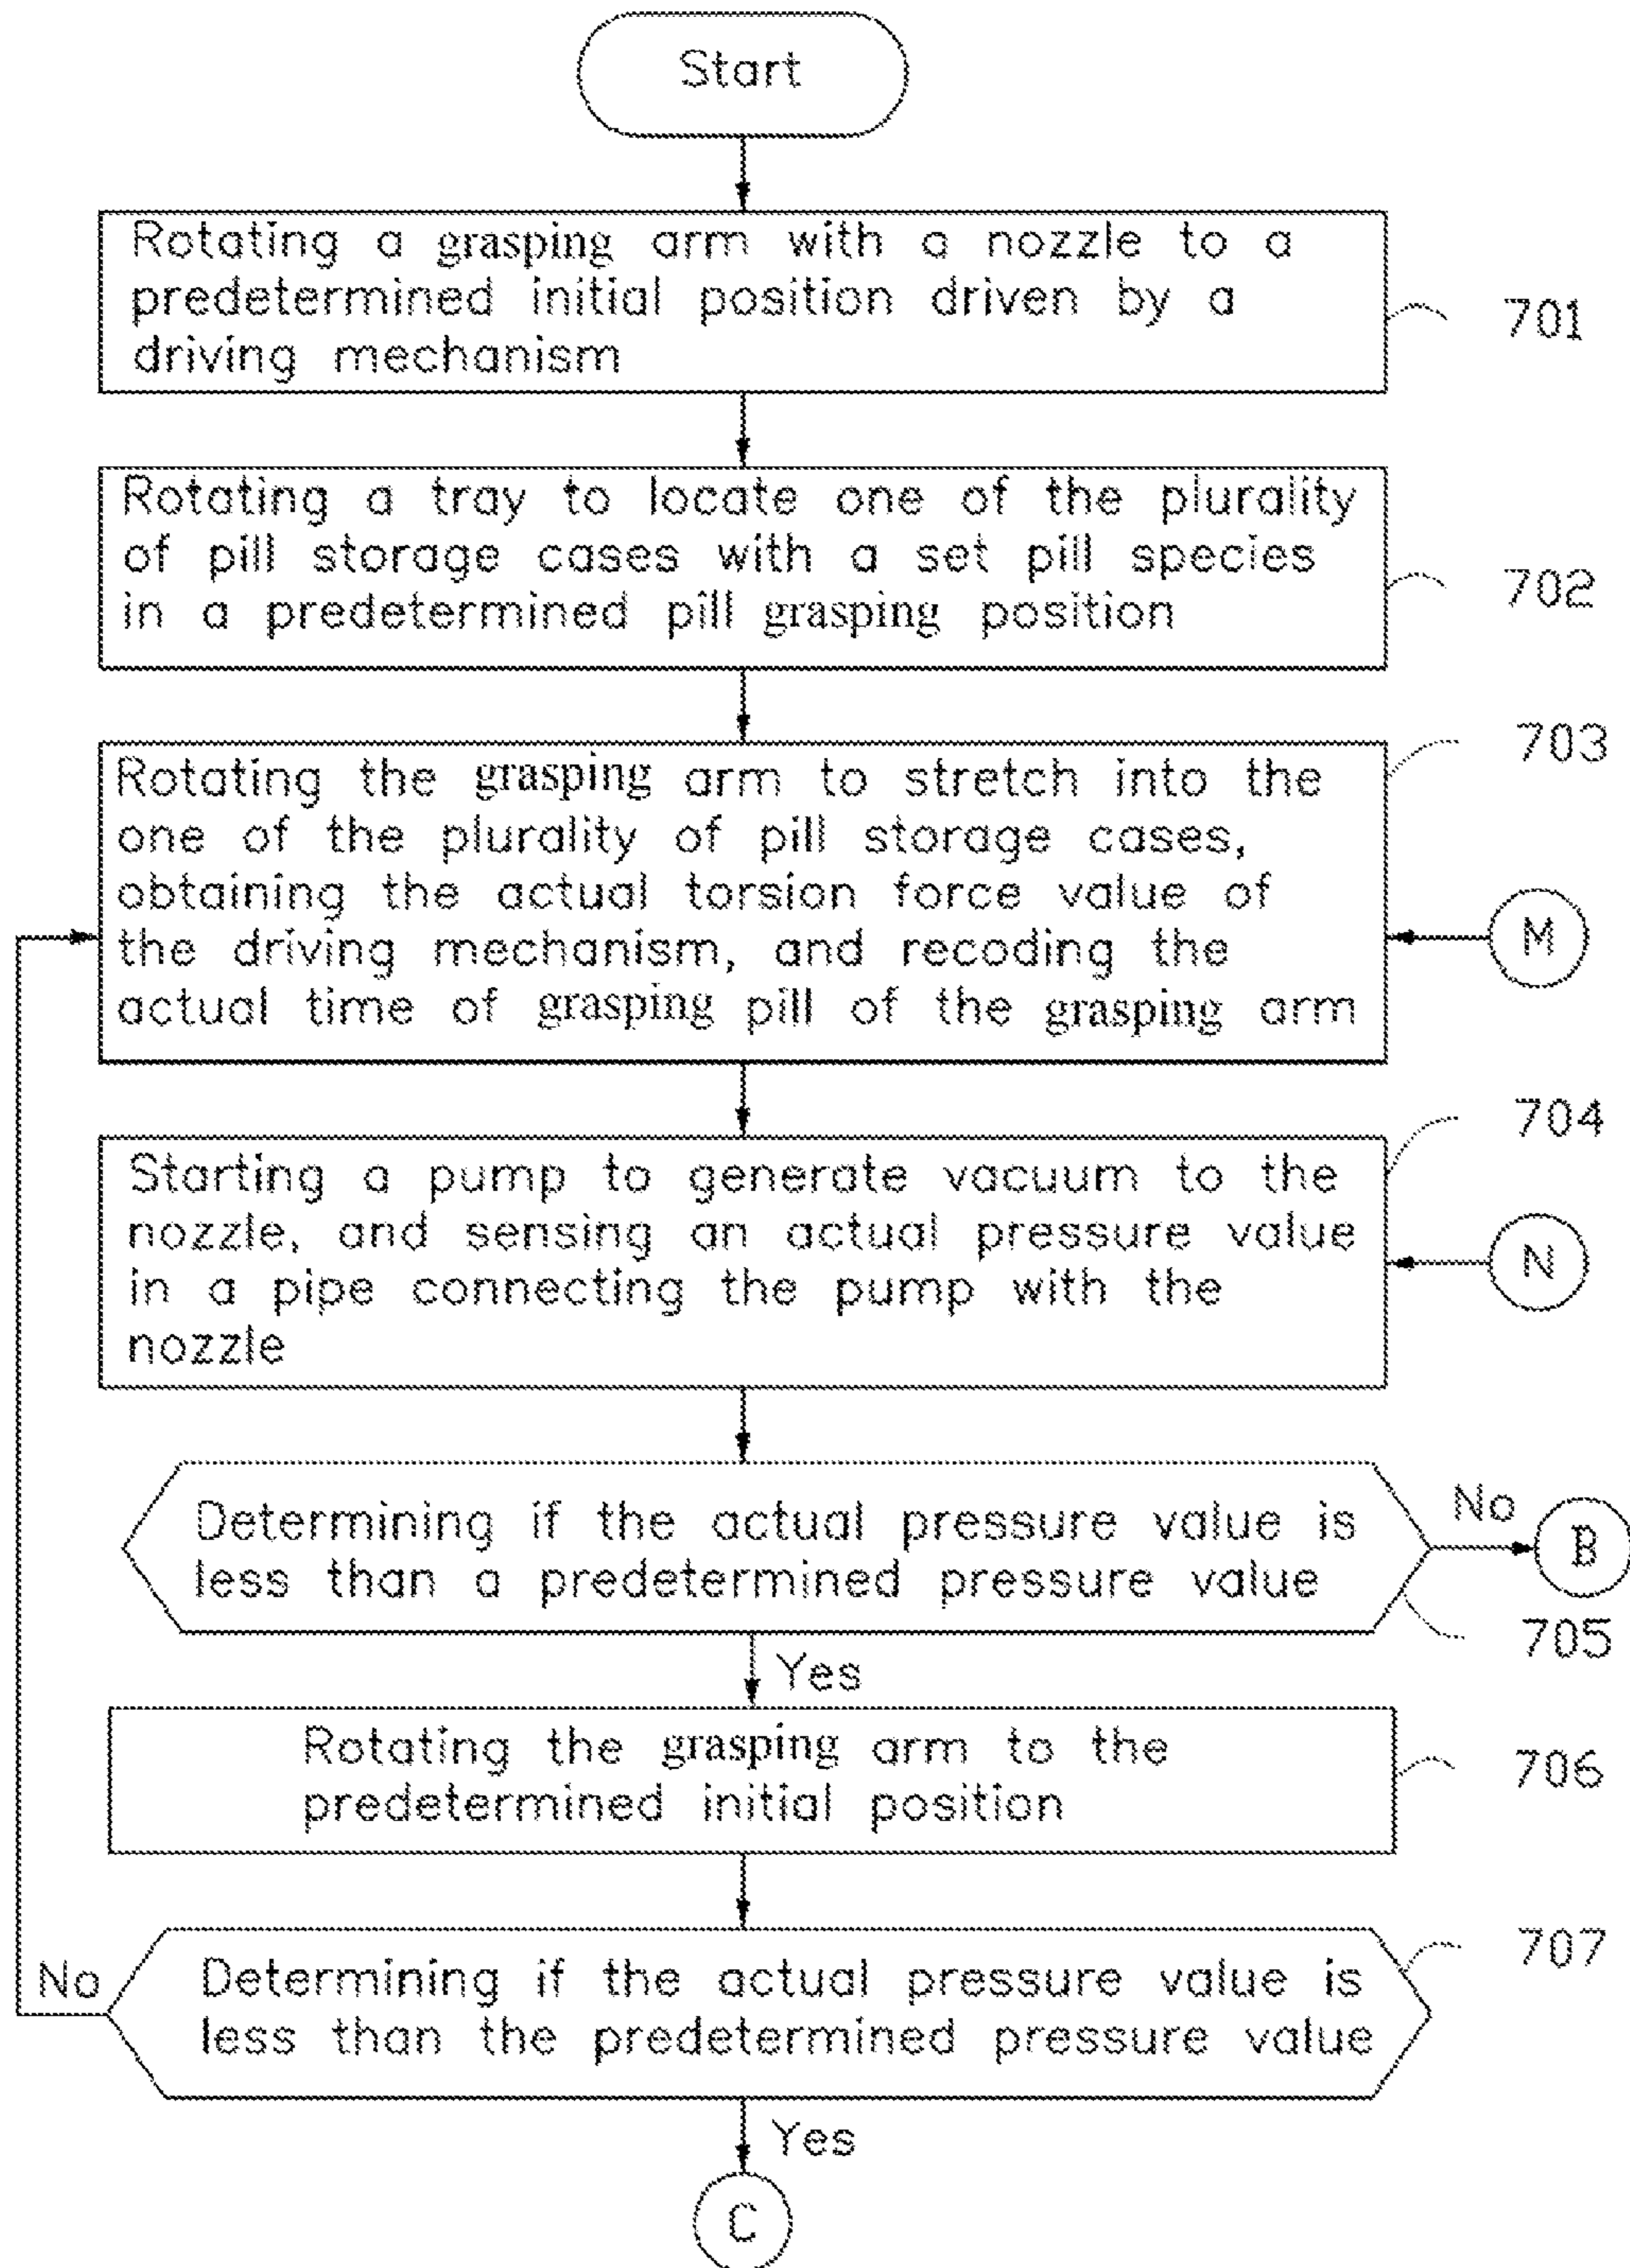 Start
Rotating a grasping arm with a nozzle to a
predetermined initial position driven by a
driving mechanism
701
Rotating a tray to locate one of the plurality
of pill storage cases with a set pill species
in a predetermined pill grasping position
702
703
Rotating the grasping arm to stretch into the
one of the plurality of pill storage cases,
obtaining the actual torsion force value of
the driving mechanism, and recoding the
actual time of grasping pill of the grasping arm
M
704
Starting a pump to generate vacuum to the
nozzle, and sensing an actual pressure value
in a pipe connecting the pump with the
nozzle
N
Determining if the actual pressure value is
less than a predetermined pressure value
No
B
705
Yes
Rotating the grasping arm to the
predetermined initial position
706
707
No
Determining if the actual pressure value is
less than the predetermined pressure value
Yes
C